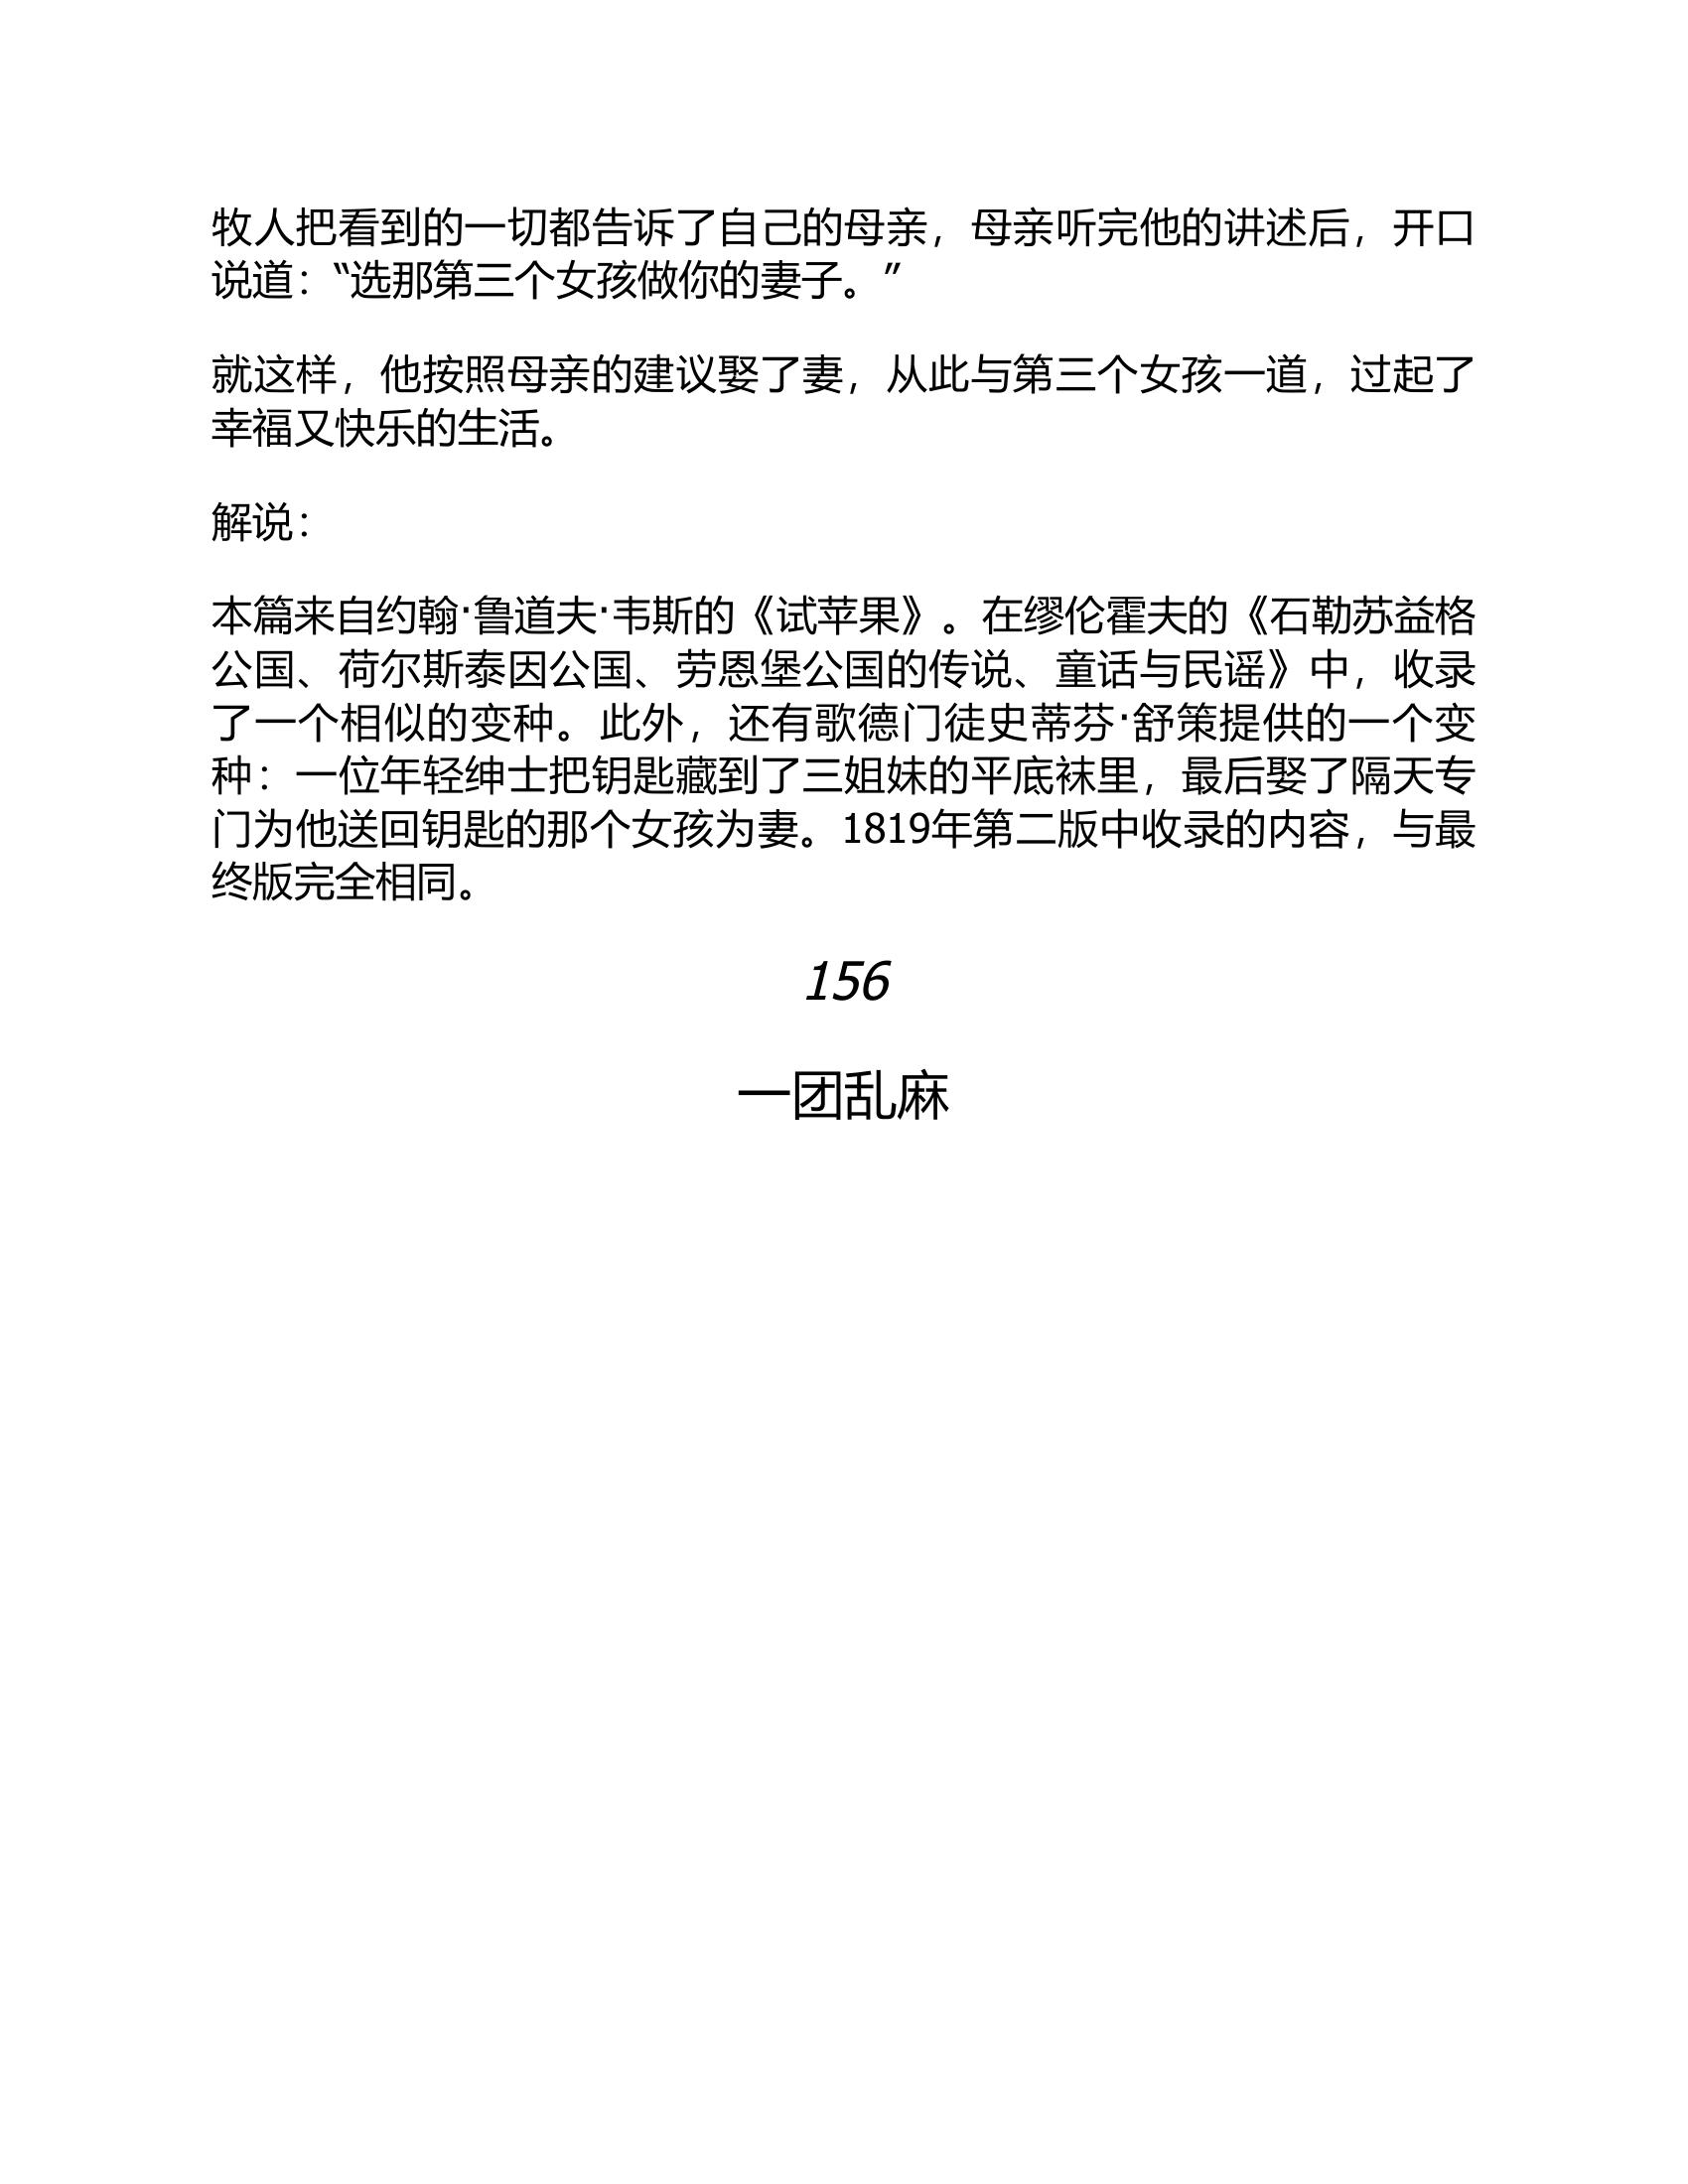 牧人把看到的一切都告诉了自己的母亲，母亲听完他的讲述后，开口
说道：“选那第三个女孩做你的妻子。”
就这样，他按照母亲的建议娶了妻，从此与第三个女孩一道，过起了
幸福又快乐的生活。
解说：
本篇来自约翰·鲁道夫·韦斯的《试苹果》。在缪伦霍夫的《石勒苏益格
公国、荷尔斯泰因公国、劳恩堡公国的传说、童话与民谣》中，收录
了一个相似的变种。此外，还有歌德门徒史蒂芬·舒策提供的一个变
种：一位年轻绅士把钥匙藏到了三姐妹的平底袜里，最后娶了隔天专
门为他送回钥匙的那个女孩为妻。1819年第二版中收录的内容，与最
终版完全相同。
156
一团乱麻